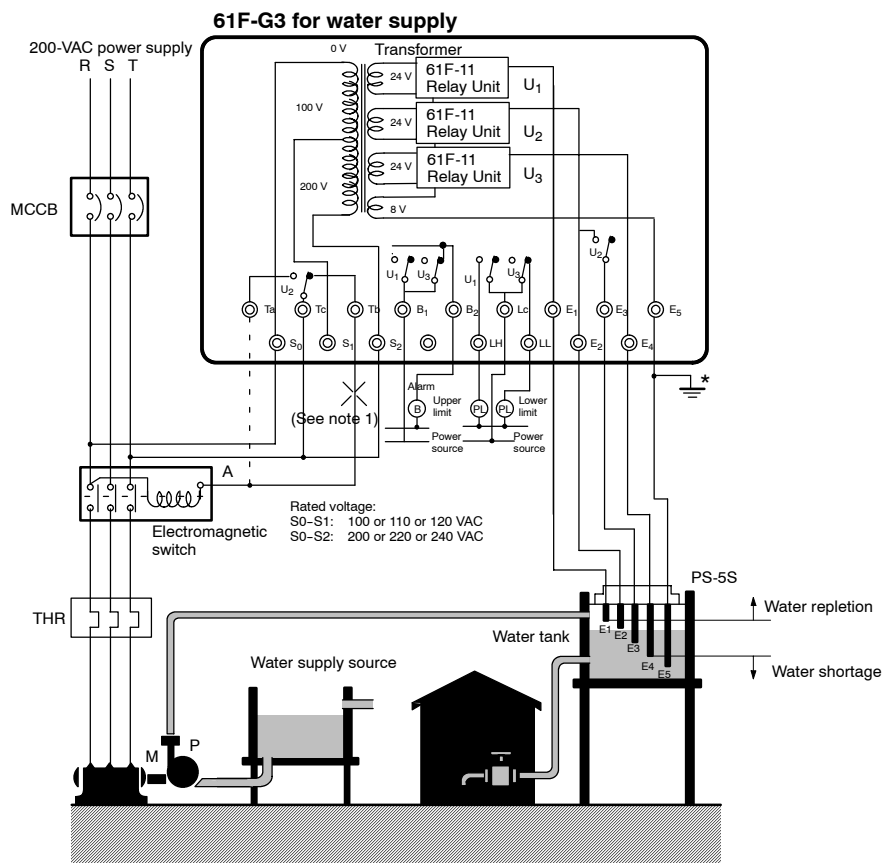 61F-G3 for water supply
200-VAC power supply
R S T
0 V
Transformer
24 V
61F-11
Relay Unit
U1
100 V
24 V
61F-11
Relay Unit
U2
24 V
61F-11
Relay Unit
U3
200 V
8 V
MCCB
U2
U1
U3
U1
U3
U2
Ta
Tc
Tb
B1
B2
Lc
E1
E3
E5
S0
S1
S2
LH
LL
E2
E4
*
Alarm
B
Upper
limit
PL
PL
Lower
limit
(See note 1)
Power
source
Power
source
A
Rated voltage:
S0-S1: 100 or 110 or 120 VAC
S0-S2: 200 or 220 or 240 VAC
Electromagnetic
switch
PS-5S
THR
Water repletion
E1
E2
E3
E4
E5
Water tank
Water supply source
Water shortage
M
P